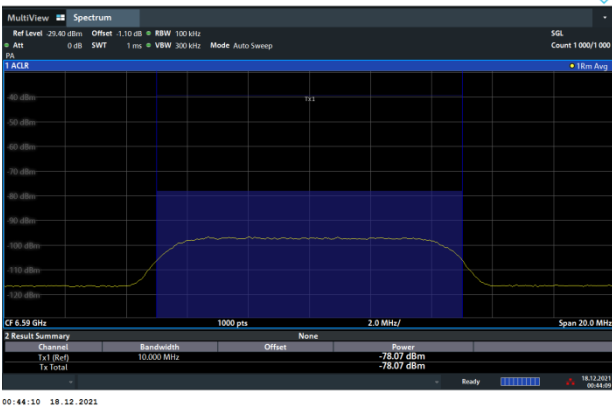 MultiView Spectrum
Ref Level -29.40 dBm Offset -1.10 dB RBW 100 kHz SGL
Att 0 dB SWT 1 ms VBW 300 kHz Mode Auto Sweep Count 1000/1000
PA
1 ACLR 1Rm Avg
-40 dBm
Tx1
-50 dBm
-60 dBm
-70 dBm
-80 dBm
-90 dBm
-100 dBm
-110 dBm
-120 dBm
CF 6.59 GHz 1000 pts 2.0 MHz/ Span 20.0 MHz
2 Result Summary None
Channel Bandwidth Offset Power
Tx1 (Ref) 10.000 MHz -78.07 dBm
Tx Total -78.07 dBm
Ready 18.12.2021
00:44:09
00:44:10 18.12.2021